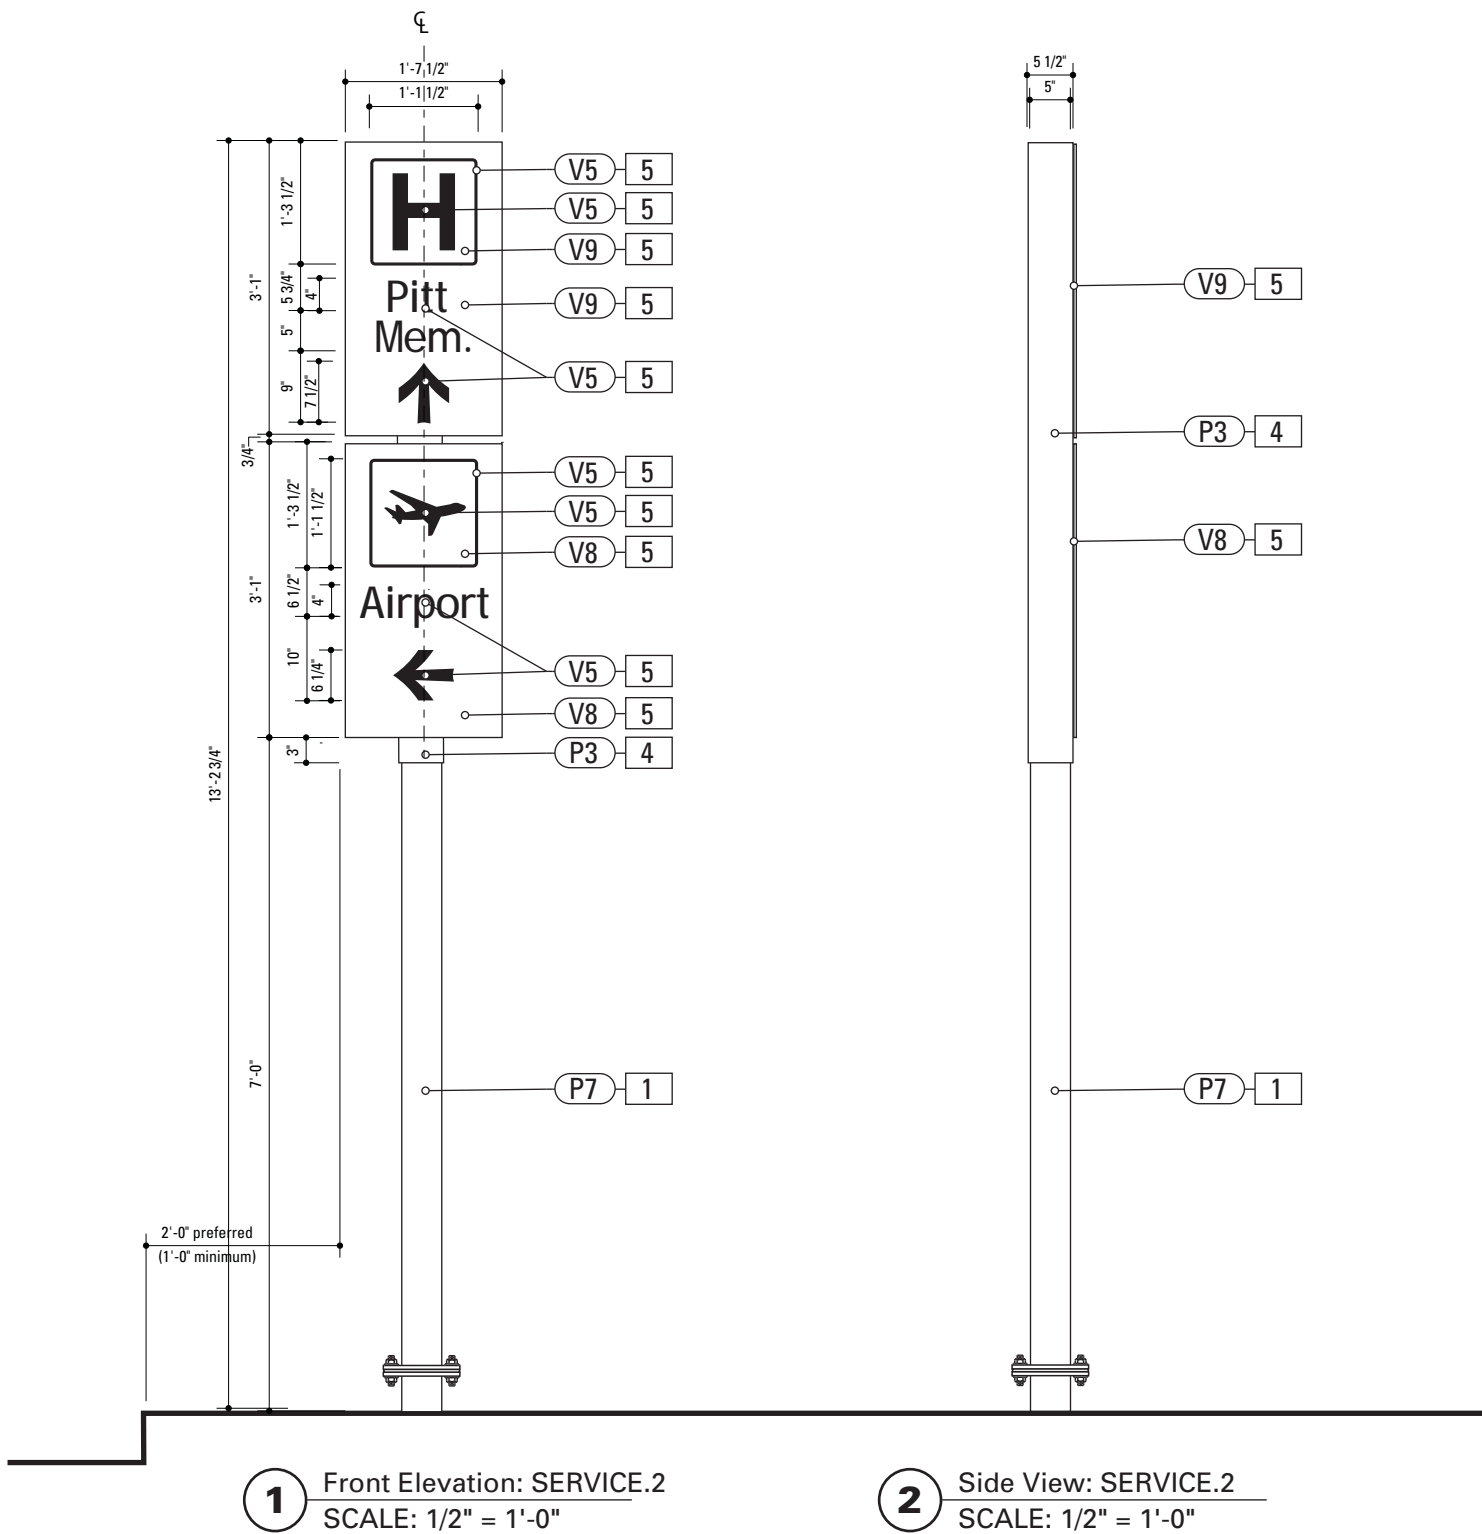 ℄
1'-7 1/2"
1'-1 1/2"
5 1/2"
5"
13'-2 3/4"
3'-1"
3/4"
3'-1"
7'-0"
1'-3 1/2"
5 3/4"
4"
5"
9"
7 1/2"
1'-3 1/2"
1'-1 1/2"
6 1/2"
4"
10"
6 1/4"
3"
H
Pitt
Mem.
Airport
V5 5
V5 5
V9 5
V9 5
V5 5
V5 5
V5 5
V8 5
V5 5
V8 5
P3 4
P7 1
V9 5
P3 4
V8 5
P7 1
2'-0" preferred
(1'-0" minimum)
1 Front Elevation: SERVICE.2
SCALE: 1/2" = 1'-0"
2 Side View: SERVICE.2
SCALE: 1/2" = 1'-0"